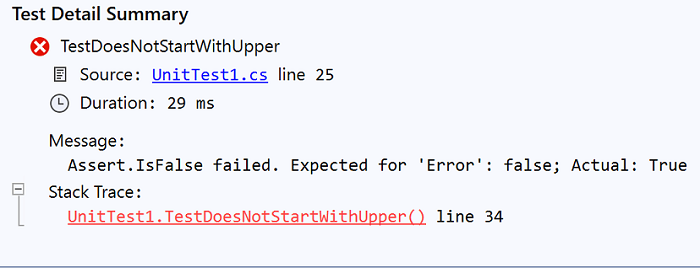 Test Detail Summary
TestDoesNotStartWithUpper
Source: UnitTest1.cs line 25
Duration: 29 ms
Message:
Assert.IsFalse failed. Expected for 'Error': false; Actual: True
Stack Trace:
UnitTest1.TestDoesNotStartWithUpper() line 34